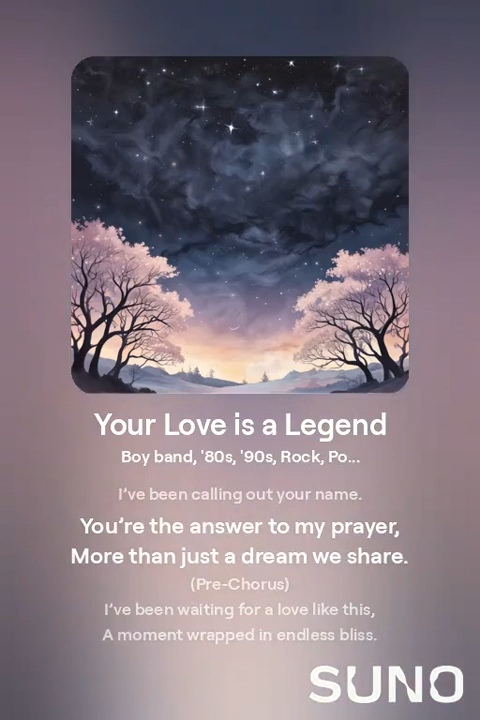 Your Love is a Legend
Boy band, '80s, '90s, Rock, Po...
I've been calling out your name.
You're the answer to my prayer,
More than just a dream we share.
(Pre-Chorus)
I've been waiting for a love like this,
A moment wrapped in endless bliss.
SUNO